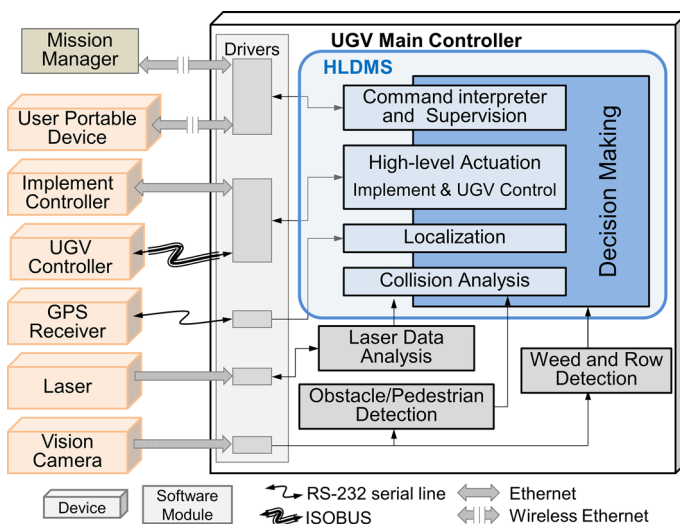 Mission
Manager
User Portable
Device
Implement
Controller
UGV
Controller
GPS
Receiver
Laser
Vision
Camera
Drivers
UGV Main Controller
HLDMS
Command interpreter
and Supervision
High-level Actuation
Implement & UGV Control
Localization
Collision Analysis
Decision Making
Laser Data
Analysis
Weed and Row
Detection
Obstacle/Pedestrian
Detection
Device
Software
Module
RS-232 serial line
ISOBUS
Ethernet
Wireless Ethernet